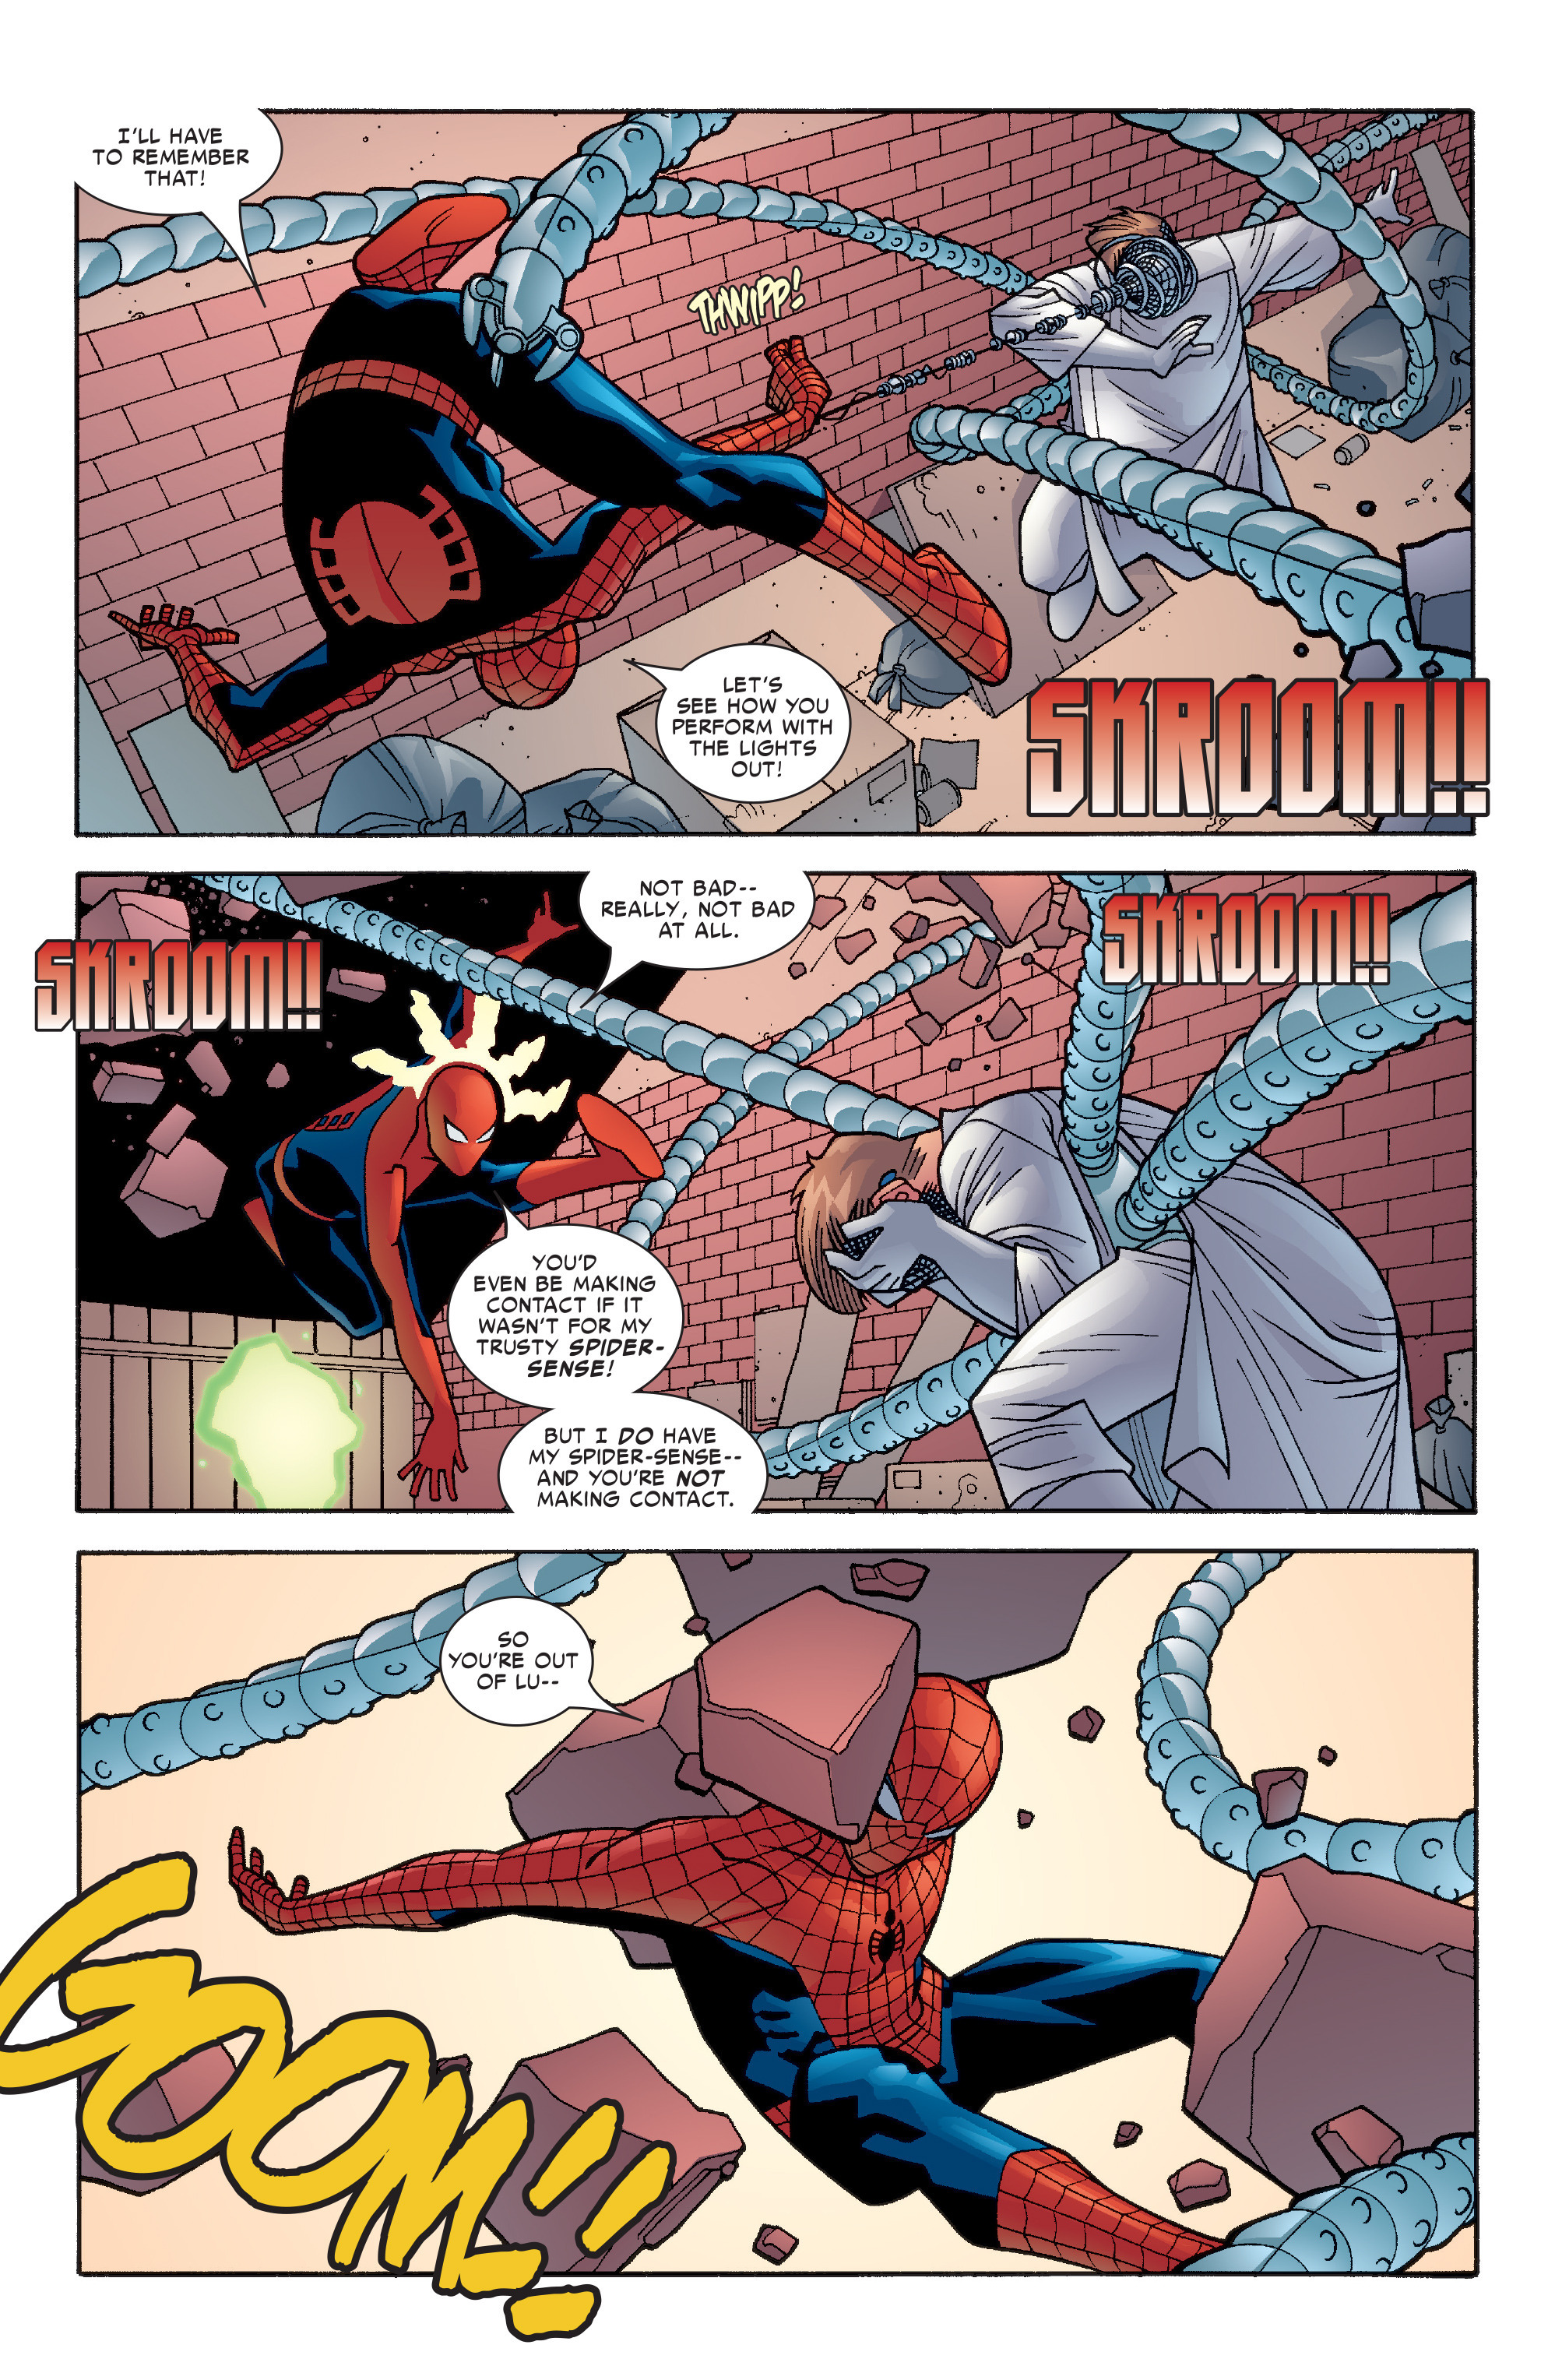 I'LL HAVE
TO REMEMBER
THAT!
THWIPP!
LET'S
SEE HOW YOU
PERFORM WITH
THE LIGHTS
OUT!
SKROOM!!
NOT BAD--
REALLY, NOT BAD
AT ALL.
SKROOM!!
SKROOM!!
YOU'D
EVEN BE MAKING
CONTACT IF IT
WASN'T FOR MY
TRUSTY SPIDER-
SENSE!
BUT I DO HAVE
MY SPIDER-SENSE--
AND YOU'RE NOT
MAKING CONTACT.
SO
YOU'RE OUT
OF LU--
GOOM!!